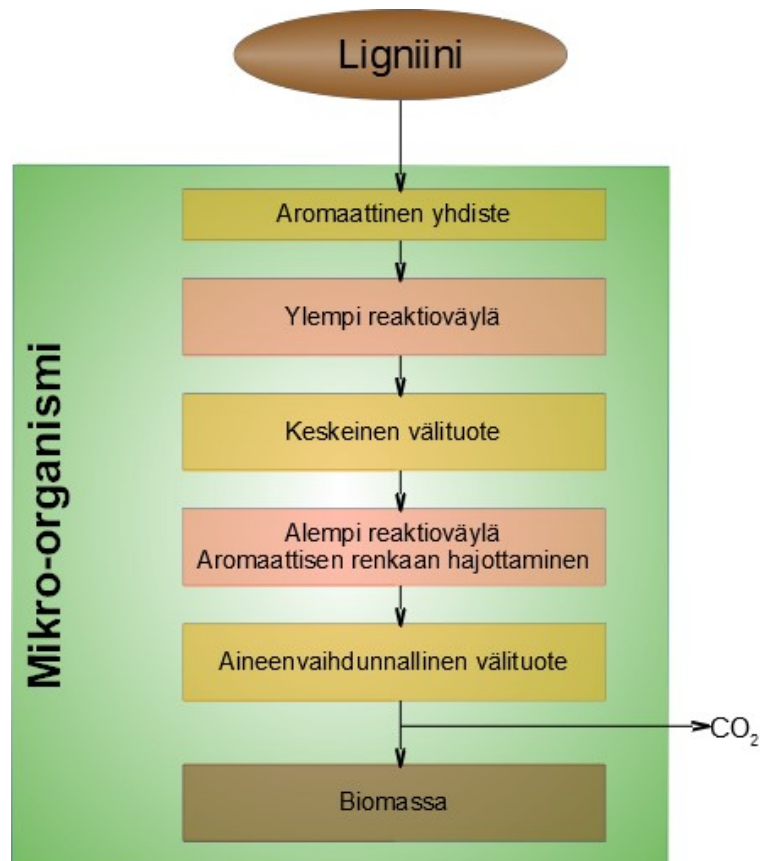 Ligniini
Aromaattinen yhdiste
Ylempi reaktioväylä
Keskeinen välituote
Alempi reaktioväylä
Aromaattisen renkaan hajottaminen
Aineenvaihdunnallinen välituote
CO₂
Biomassa
Mikro-organismi